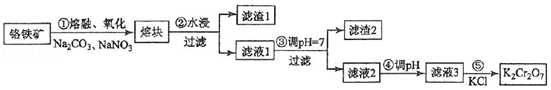 铬铁矿
①熔融、氧化
Na₂CO₃、NaNO₃
熔块
②水浸
过滤
滤渣1
滤液1
③调pH=7
过滤
滤渣2
滤液2
④调pH
滤液3
⑤
KCl
K₂Cr₂O₇